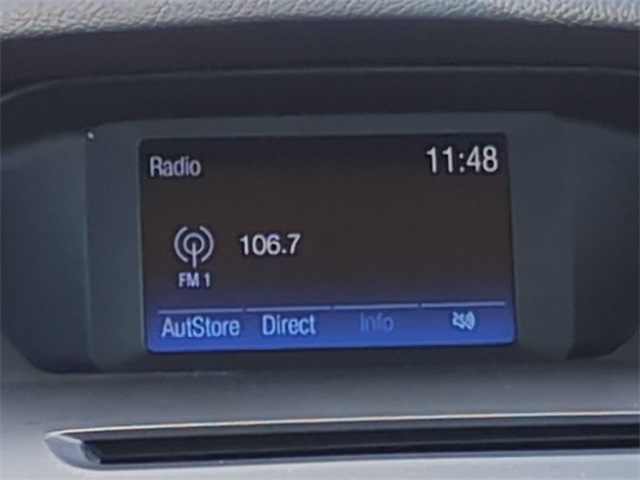 Radio 11:48
106.7
FM 1
AutStore Direct Info